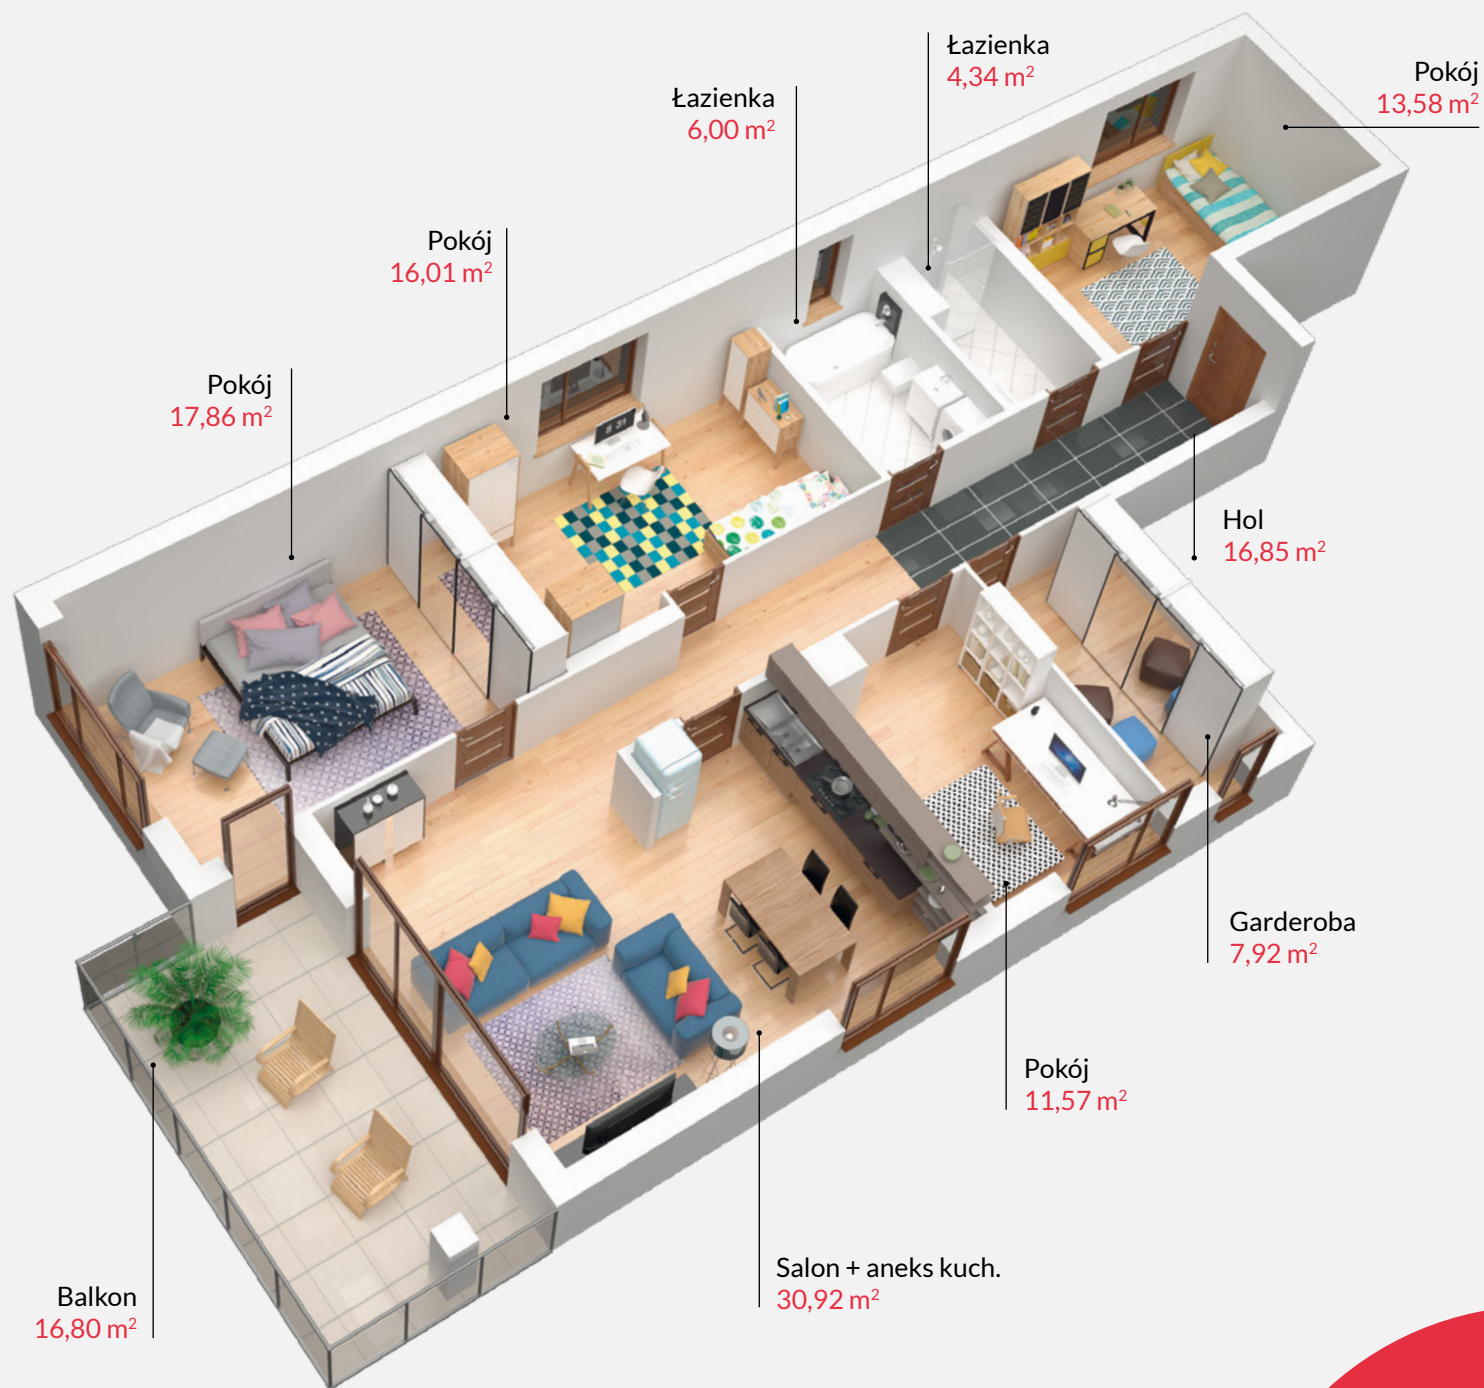 Łazienka
4,34 m²
Pokój
13,58 m²
Łazienka
6,00 m²
Pokój
16,01 m²
Pokój
17,86 m²
8 31
Hol
16,85 m²
Garderoba
7,92 m²
Pokój
11,57 m²
Salon + aneks kuch.
30,92 m²
Balkon
16,80 m²